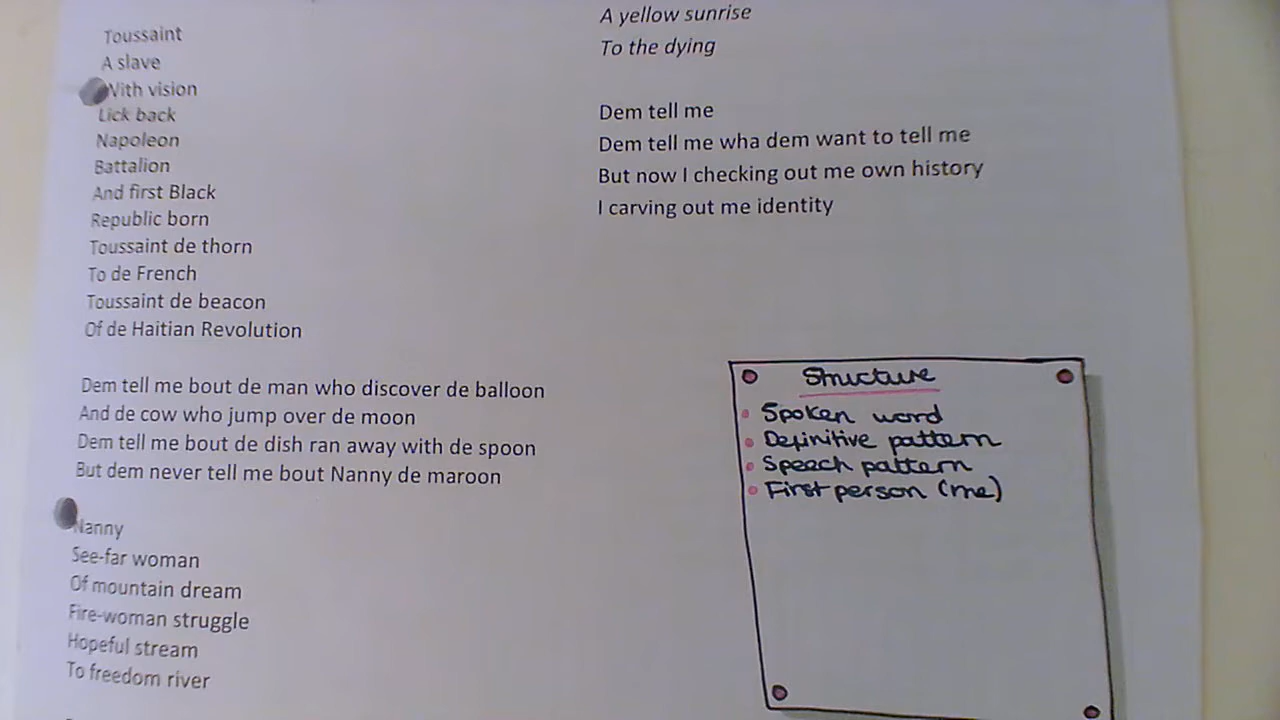 Toussaint
A slave
With vision
Lick back
Napoleon
Battalion
And first Black
Republic born
Toussaint de thorn
To de French
Toussaint de beacon
Of de Haitian Revolution
Dem tell me bout de man who discover de balloon
And de cow who jump over de moon
Dem tell me bout de dish ran away with de spoon
But dem never tell me bout Nanny de maroon
Nanny
See-far woman
Of mountain dream
Fire-woman struggle
Hopeful stream
To freedom river
A yellow sunrise
To the dying
Dem tell me
Dem tell me wha dem want to tell me
But now I checking out me own history
I carving out me identity
Structure
• Spoken word
• Definitive pattern
• Speech pattern
• First person (me)